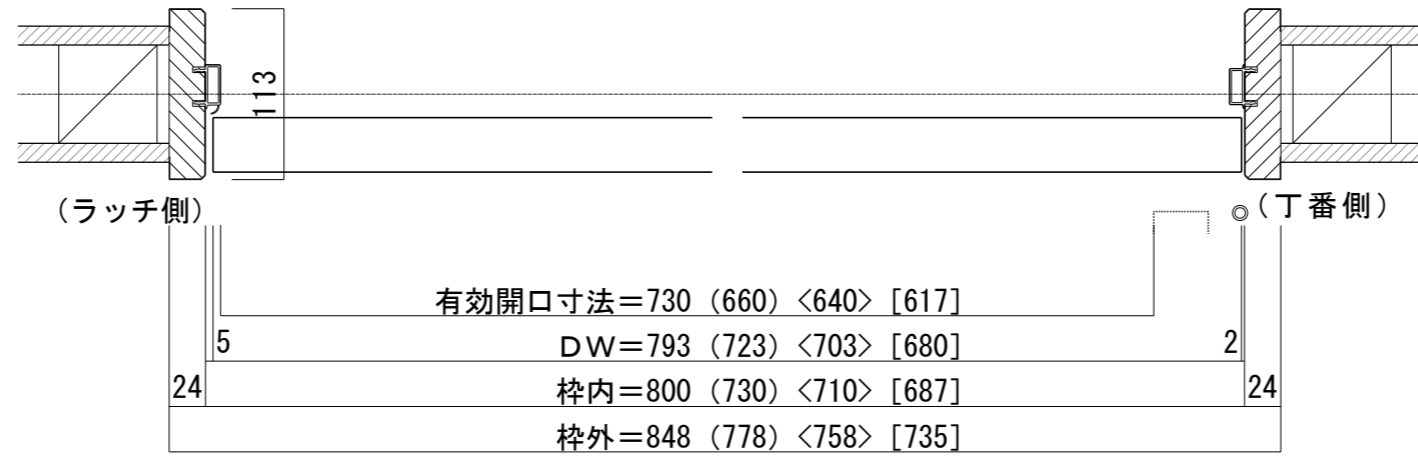 113
（ラッチ側）
（丁番側）
有効開口寸法＝730 (660) <640> [617]
5
ＤＷ＝793 (723) <703> [680]
2
24
枠内＝800 (730) <710> [687]
24
枠外＝848 (778) <758> [735]